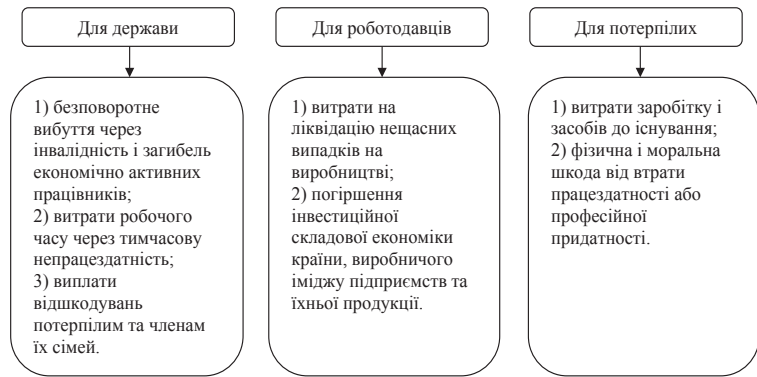 Для держави
1) безповоротне
вибуття через
інвалідність і загибель
економічно активних
працівників;
2) витрати робочого
часу через тимчасову
непрацездатність;
3) виплати
відшкодувань
потерпілим та членам
їх сімей.
Для роботодавців
1) витрати на
ліквідацію нещасних
випадків на
виробництві;
2) погіршення
інвестиційної
складової економіки
країни, виробничого
іміджу підприємств та
їхньої продукції.
Для потерпілих
1) витрати заробітку і
засобів до існування;
2) фізична і моральна
шкода від втрати
працездатності або
професійної
придатності.